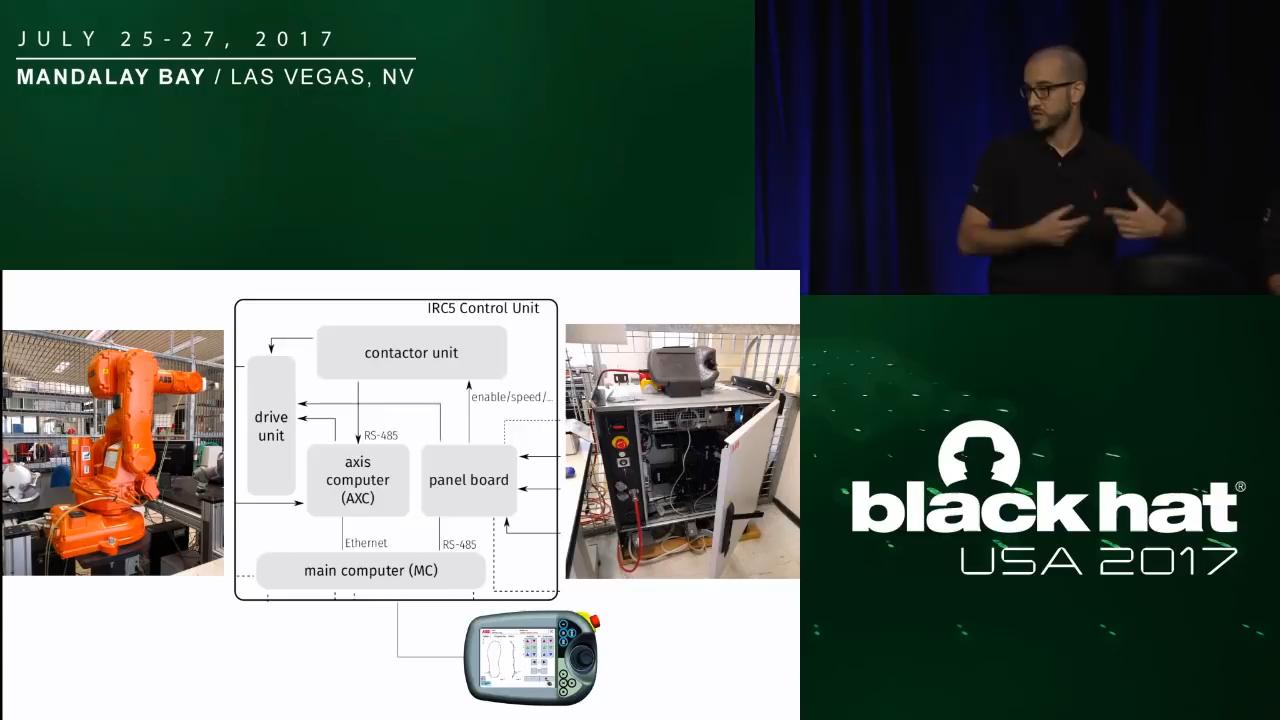 JULY 25-27, 2017
MANDALAY BAY / LAS VEGAS, NV
IRC5 Control Unit
contactor unit
drive
unit
enable/speed/...
RS-485
axis
computer
(AXC)
panel board
Ethernet
RS-485
main computer (MC)
ABB
black hat®
USA 2017